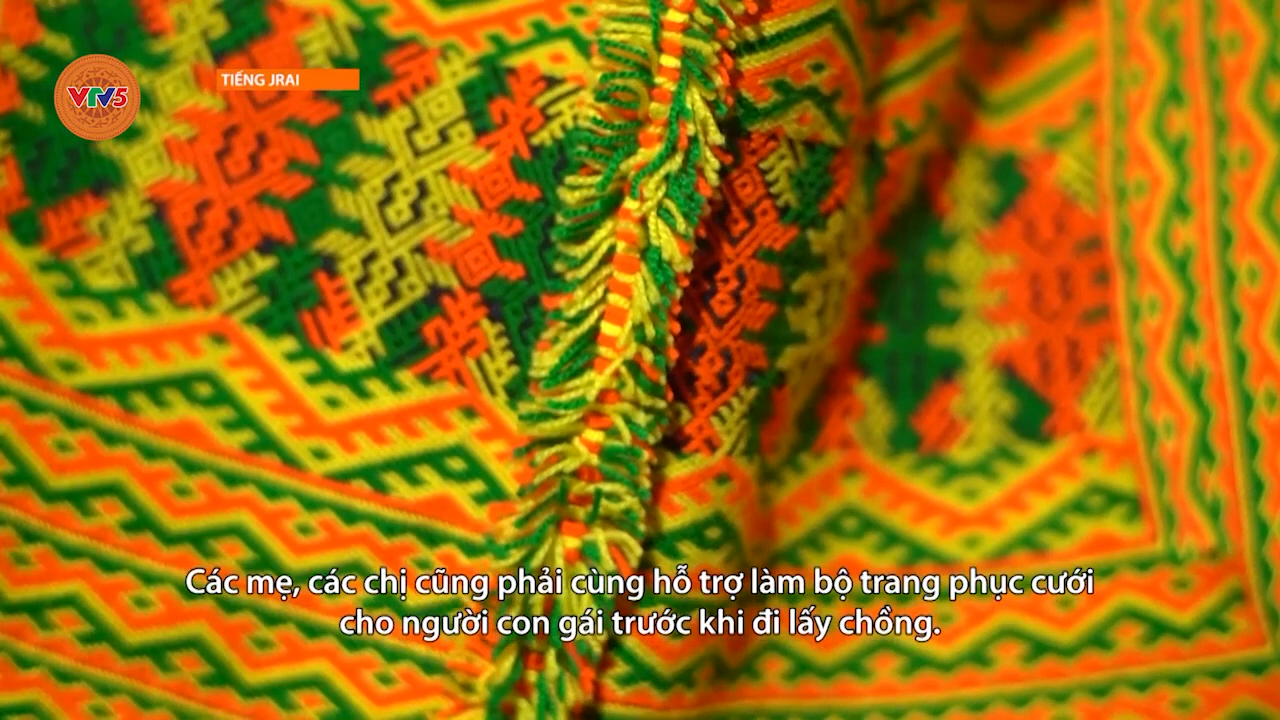 VTV5
TIẾNG JRAI
Các mẹ, các chị cũng phải cùng hỗ trợ làm bộ trang phục cưới
cho người con gái trước khi đi lấy chồng.